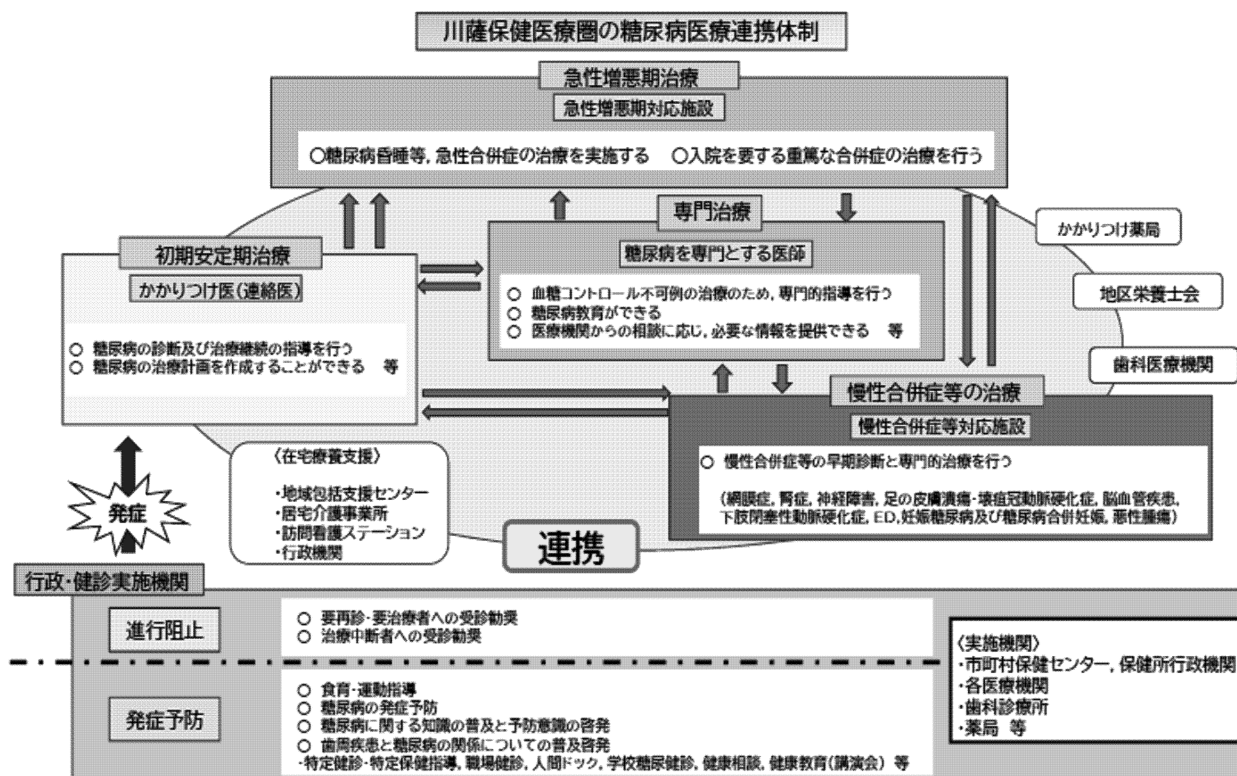 川薩保健医療圏の糖尿病医療連携体制
急性増悪期治療
急性増悪期対応施設
○糖尿病昏睡等，急性合併症の治療を実施する　○入院を要する重篤な合併症の治療を行う
専門治療
糖尿病を専門とする医師
○ 血糖コントロール不可例の治療のため，専門的指導を行う
○ 糖尿病教育ができる
○ 医療機関からの相談に応じ，必要な情報を提供できる　等
初期安定期治療
かかりつけ医（連絡医）
○ 糖尿病の診断及び治療継続の指導を行う
○ 糖尿病の治療計画を作成することができる　等
かかりつけ薬局
地区栄養士会
歯科医療機関
慢性合併症等の治療
慢性合併症等対応施設
○ 慢性合併症等の早期診断と専門的治療を行う
（網膜症，腎症，神経障害，足の皮膚潰瘍・壊疽冠動脈硬化症，脳血管疾患，
下肢閉塞性動脈硬化症，ED，妊娠糖尿病及び糖尿病合併妊娠，悪性腫瘍）
発症
〈在宅療養支援〉
・地域包括支援センター
・居宅介護事業所
・訪問看護ステーション
・行政機関
連携
行政・健診実施機関
進行阻止
○ 要再診・要治療者への受診勧奨
○ 治療中断者への受診勧奨
発症予防
○ 食育・運動指導
○ 糖尿病の発症予防
○ 糖尿病に関する知識の普及と予防意識の啓発
○ 歯周疾患と糖尿病の関係についての普及啓発
・特定健診・特定保健指導，職場健診，人間ドック，学校糖尿健診，健康相談，健康教育（講演会）　等
〈実施機関〉
・市町村保健センター，保健所行政機関
・各医療機関
・歯科診療所
・薬局　等